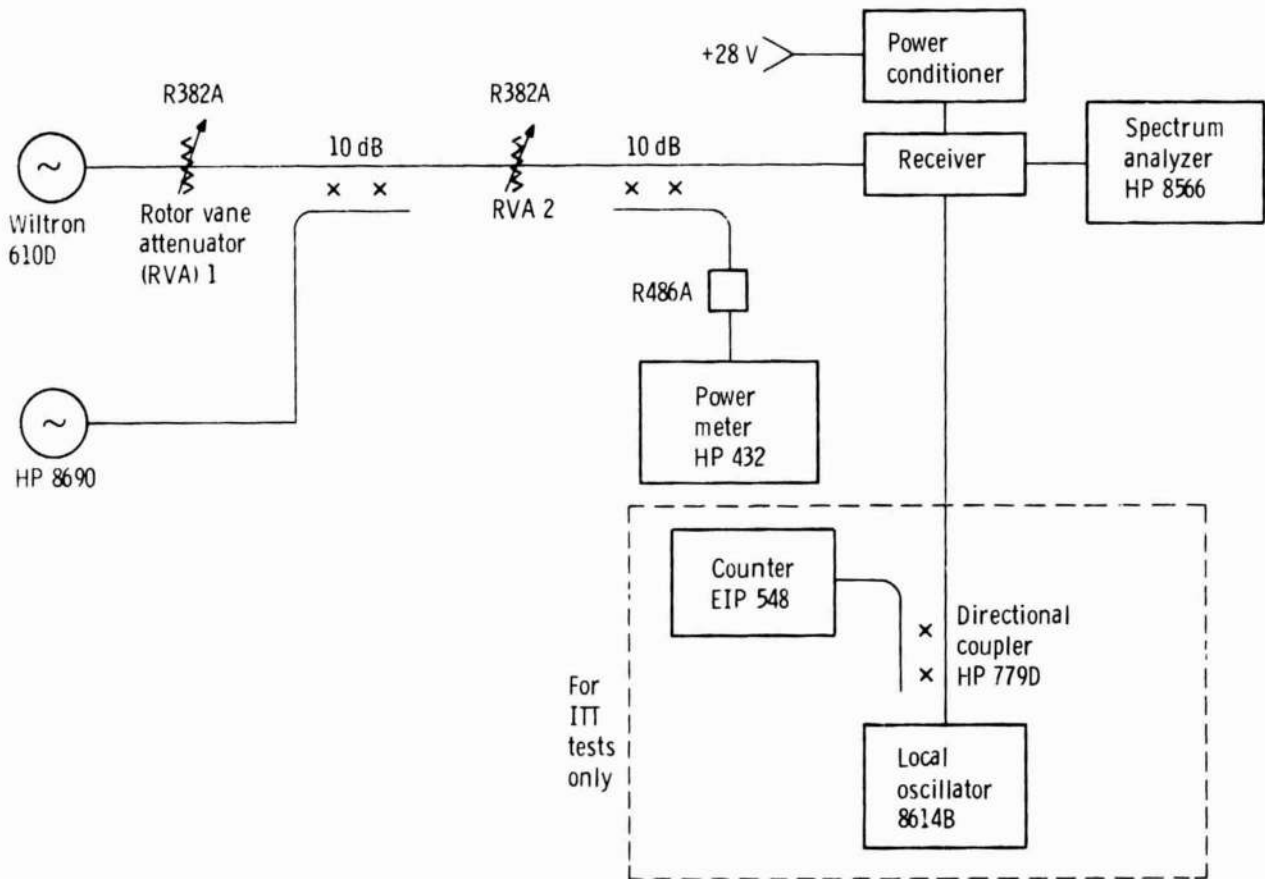 +28 V
Power
conditioner
R382A
R382A
10 dB
10 dB
Receiver
Spectrum
analyzer
HP 8566
~
Wiltron
610D
Rotor vane
attenuator
(RVA) 1
× ×
RVA 2
× ×
R486A
~
HP 8690
Power
meter
HP 432
Counter
EIP 548
×
×
Directional
coupler
HP 779D
For
ITT
tests
only
Local
oscillator
8614B